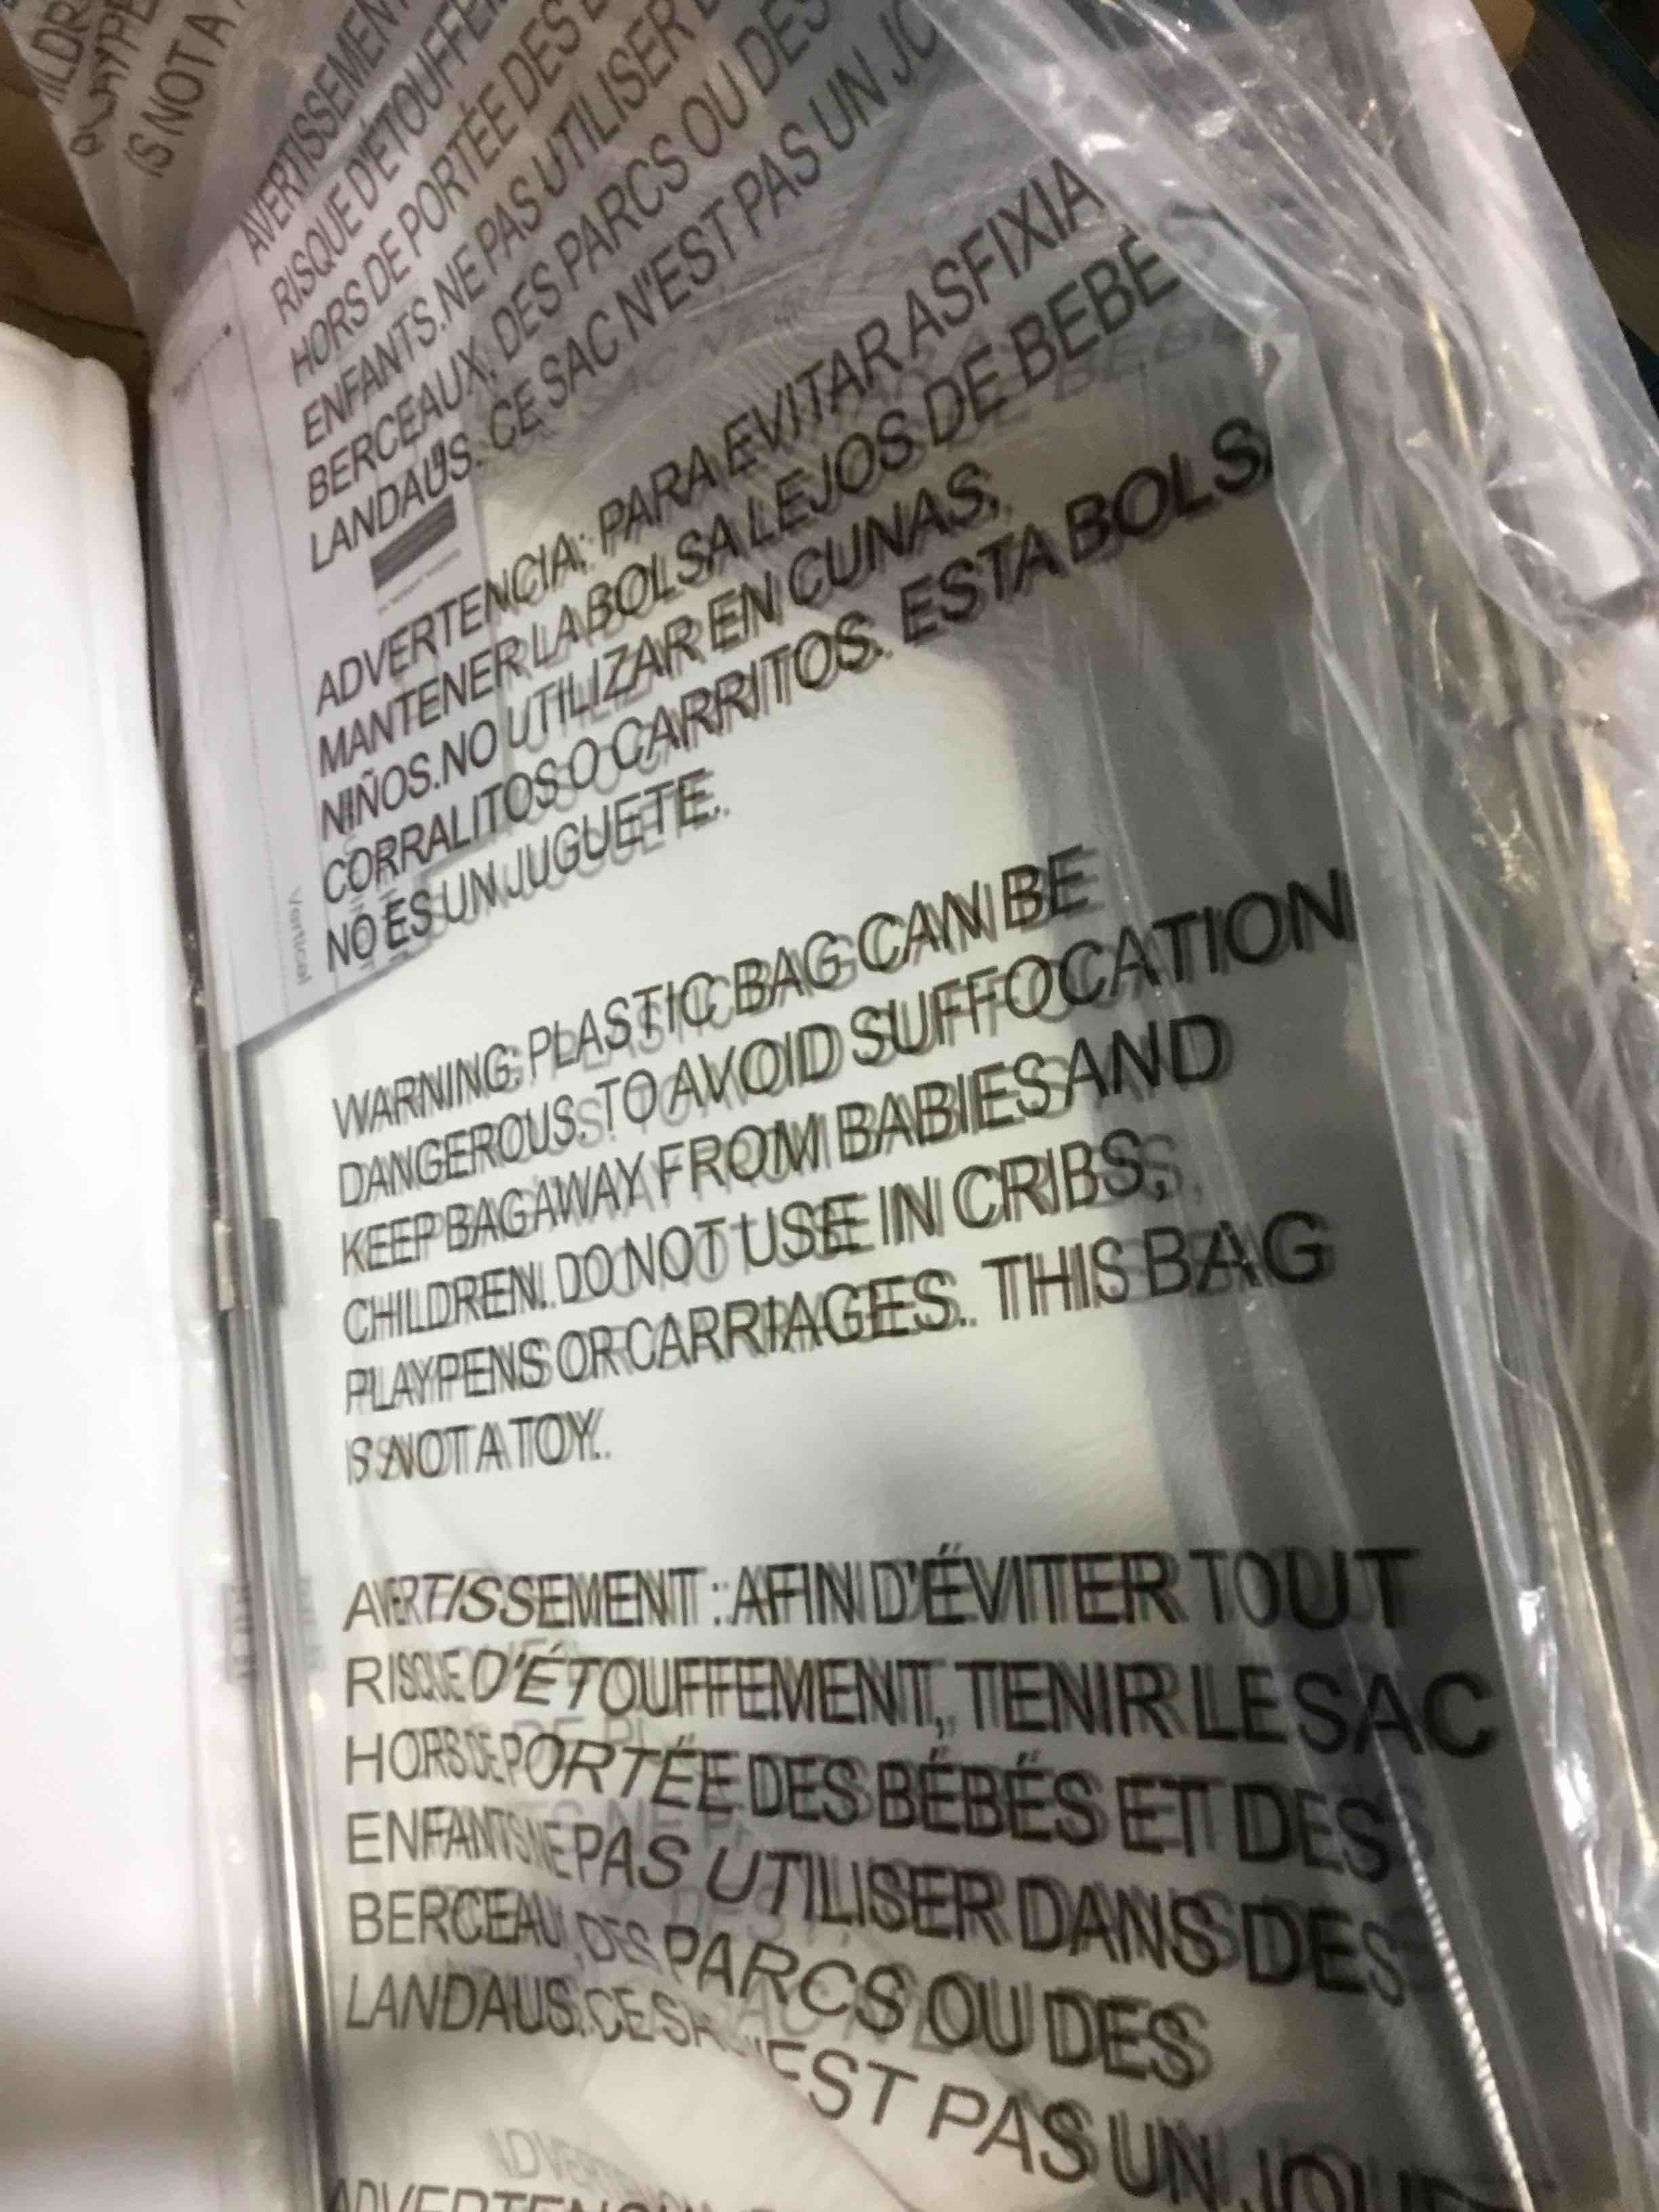 IS NOT A
AVERTISSEMENT
RISQUE D'ÉTOUFFE
HORS DE PORTÉE DES
ENFANTS. NE PAS UTILISER
BERCEAUX, DES PARCS OU DES
LANDAUS. CE SAC N'EST PAS UN JO
ADVERTENCIA: PARA EVITAR ASFIXIA
MANTENER LA BOLSA LEJOS DE BEBÉS
NIÑOS. NO UTILIZAR EN CUNAS,
CORRALITOS O CARRITOS. ESTA BOLSA
NO ES UN JUGUETE.
Vertical
WARNING: PLASTIC BAG CAN BE
DANGEROUS. TO AVOID SUFFOCATION
KEEP BAG AWAY FROM BABIES AND
CHILDREN. DO NOT USE IN CRIBS,
PLAYPENS OR CARRIAGES. THIS BAG
IS NOT A TOY.
AVERTISSEMENT : AFIN D'ÉVITER TOUT
RISQUE D'ÉTOUFFEMENT, TENIR LE SAC
HORS DE PORTÉE DES BÉBÉS ET DES
ENFANTS NE PAS UTILISER DANS DES
BERCEAU, DES PARCS OU DES
LANDAUS. CE SA N'EST PAS UN JOU